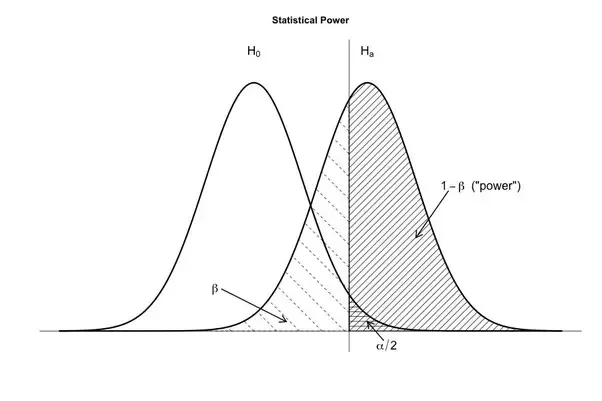 Statistical Power
H₀ Hₐ
1 − β ("power")
β
α/2